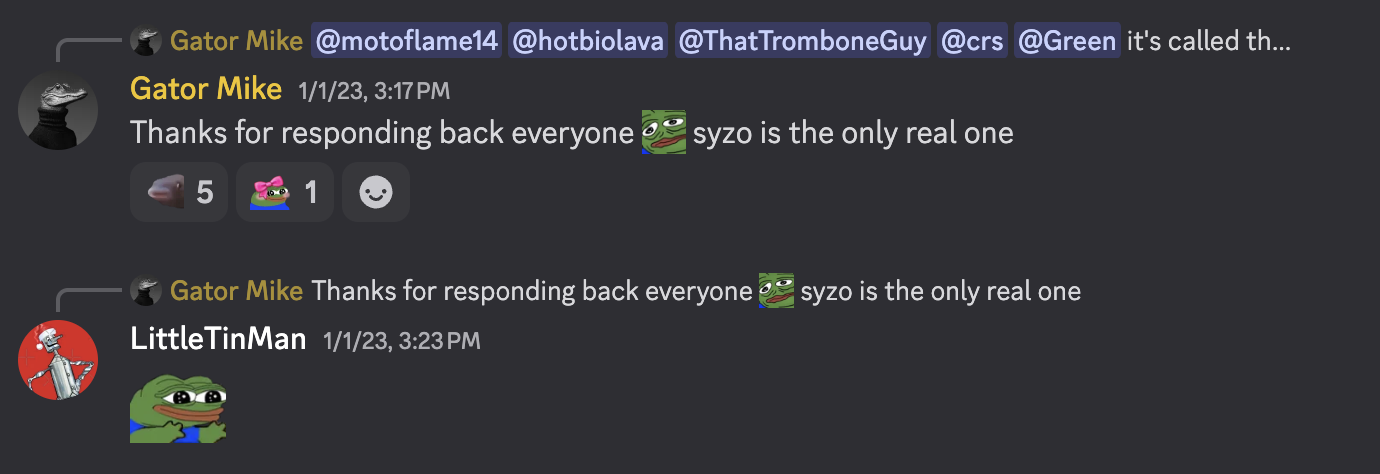 Gator Mike @motoflame14 @hotbiolava @ThatTromboneGuy @crs @Green it's called th...
Gator Mike 1/1/23, 3:17 PM
Thanks for responding back everyone syzo is the only real one
5 1
Gator Mike Thanks for responding back everyone syzo is the only real one
LittleTinMan 1/1/23, 3:23 PM